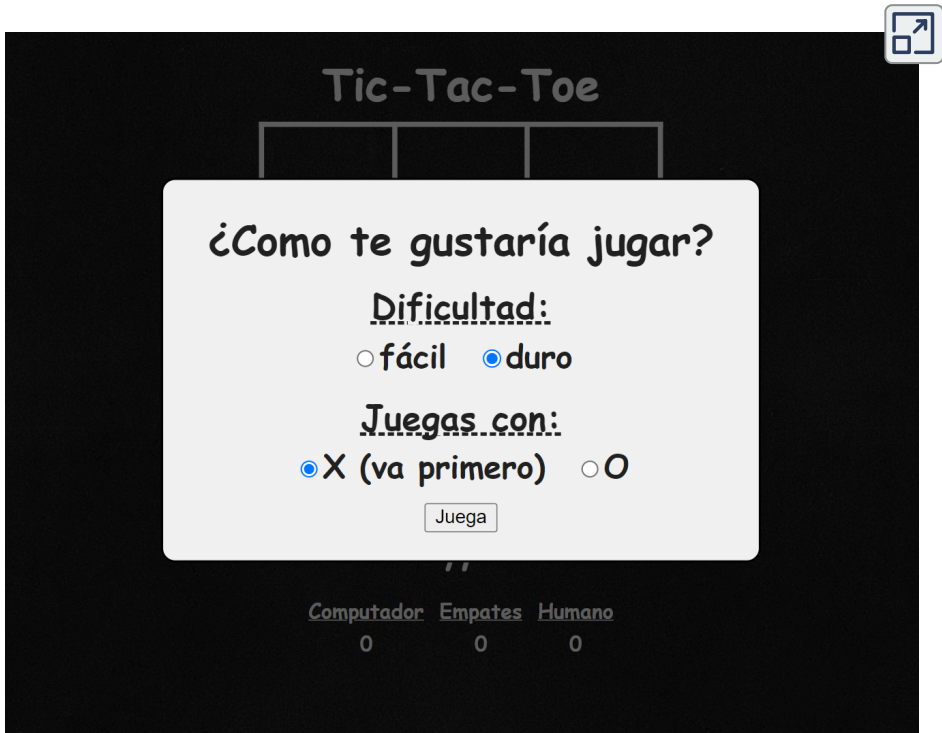 Tic-Tac-Toe
¿Como te gustaría jugar?
Dificultad:
fácil duro
Juegas con:
X (va primero) O
Juega
Computador Empates Humano
0 0 0